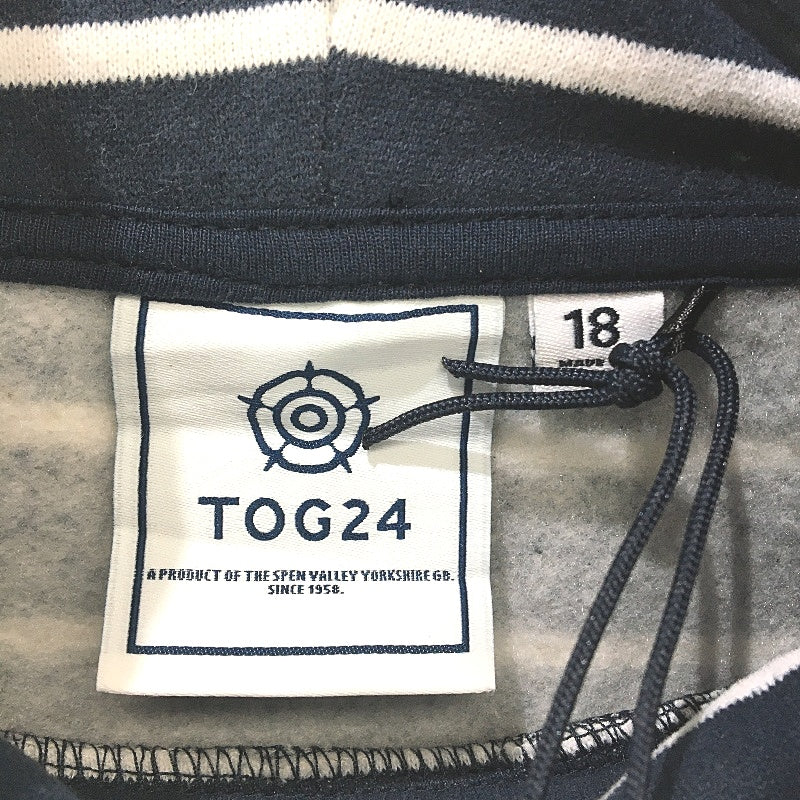 TOG24
A PRODUCT OF THE SPEN VALLEY YORKSHIRE GB.
SINCE 1958.
18